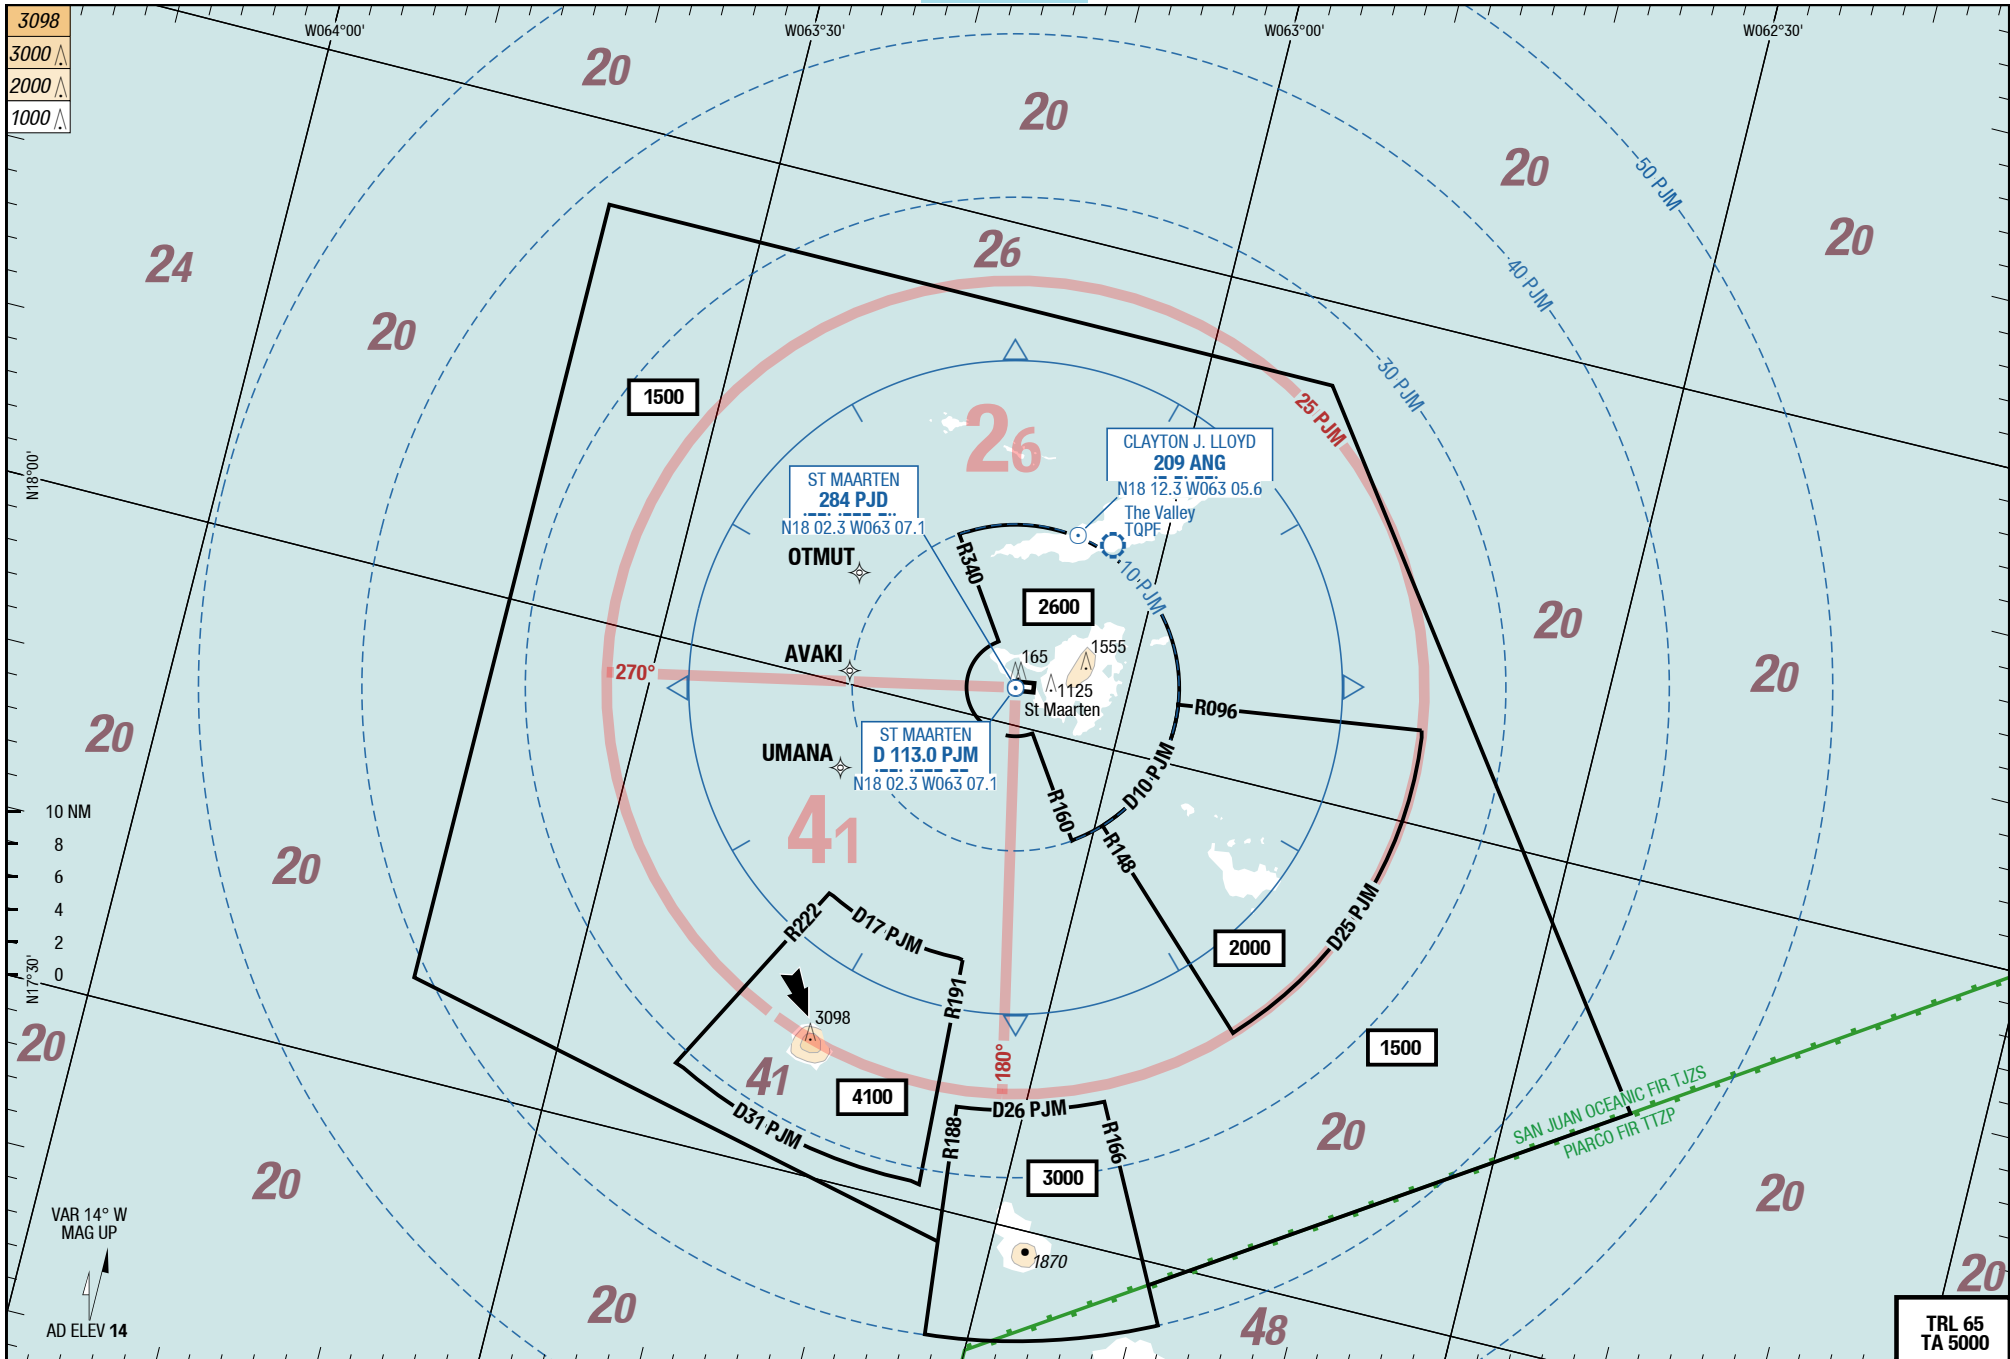 3098
3000
2000
1000
W064°00'
W063°30'
W063°00'
W062°30'
20
20
20
20
24
20
26
50 PJM
40 PJM
30 PJM
25 PJM
1500
26
CLAYTON J. LLOYD
209 ANG
N18 12.3 W063 05.6
The Valley
TQPF
ST MAARTEN
284 PJD
N18 02.3 W063 07.1
N18°00'
OTMUT
R340
10 PJM
2600
20
AVAKI
270°
165
1555
1125
St Maarten
R096
20
20
UMANA
ST MAARTEN
D 113.0 PJM
N18 02.3 W063 07.1
D10 PJM
R160
R148
41
10 NM
8
6
4
2
0
N17°30'
20
R222
D17 PJM
R191
D25 PJM
2000
20
3098
41
4100
180°
1500
D31 PJM
D26 PJM
R188
R166
3000
20
SAN JUAN OCEANIC FIR TJZS
PIARCO FIR TTZP
20
20
VAR 14° W
MAG UP
1870
20
20
48
AD ELEV 14
TRL 65
TA 5000